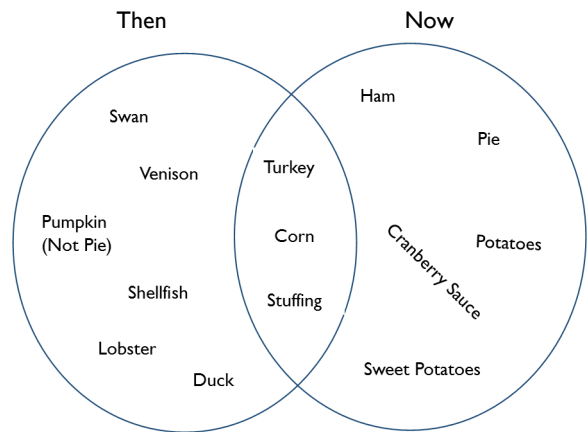 Then
Now
Swan
Venison
Pumpkin
(Not Pie)
Shellfish
Lobster
Duck
Turkey
Corn
Stuffing
Ham
Pie
Cranberry Sauce
Potatoes
Sweet Potatoes